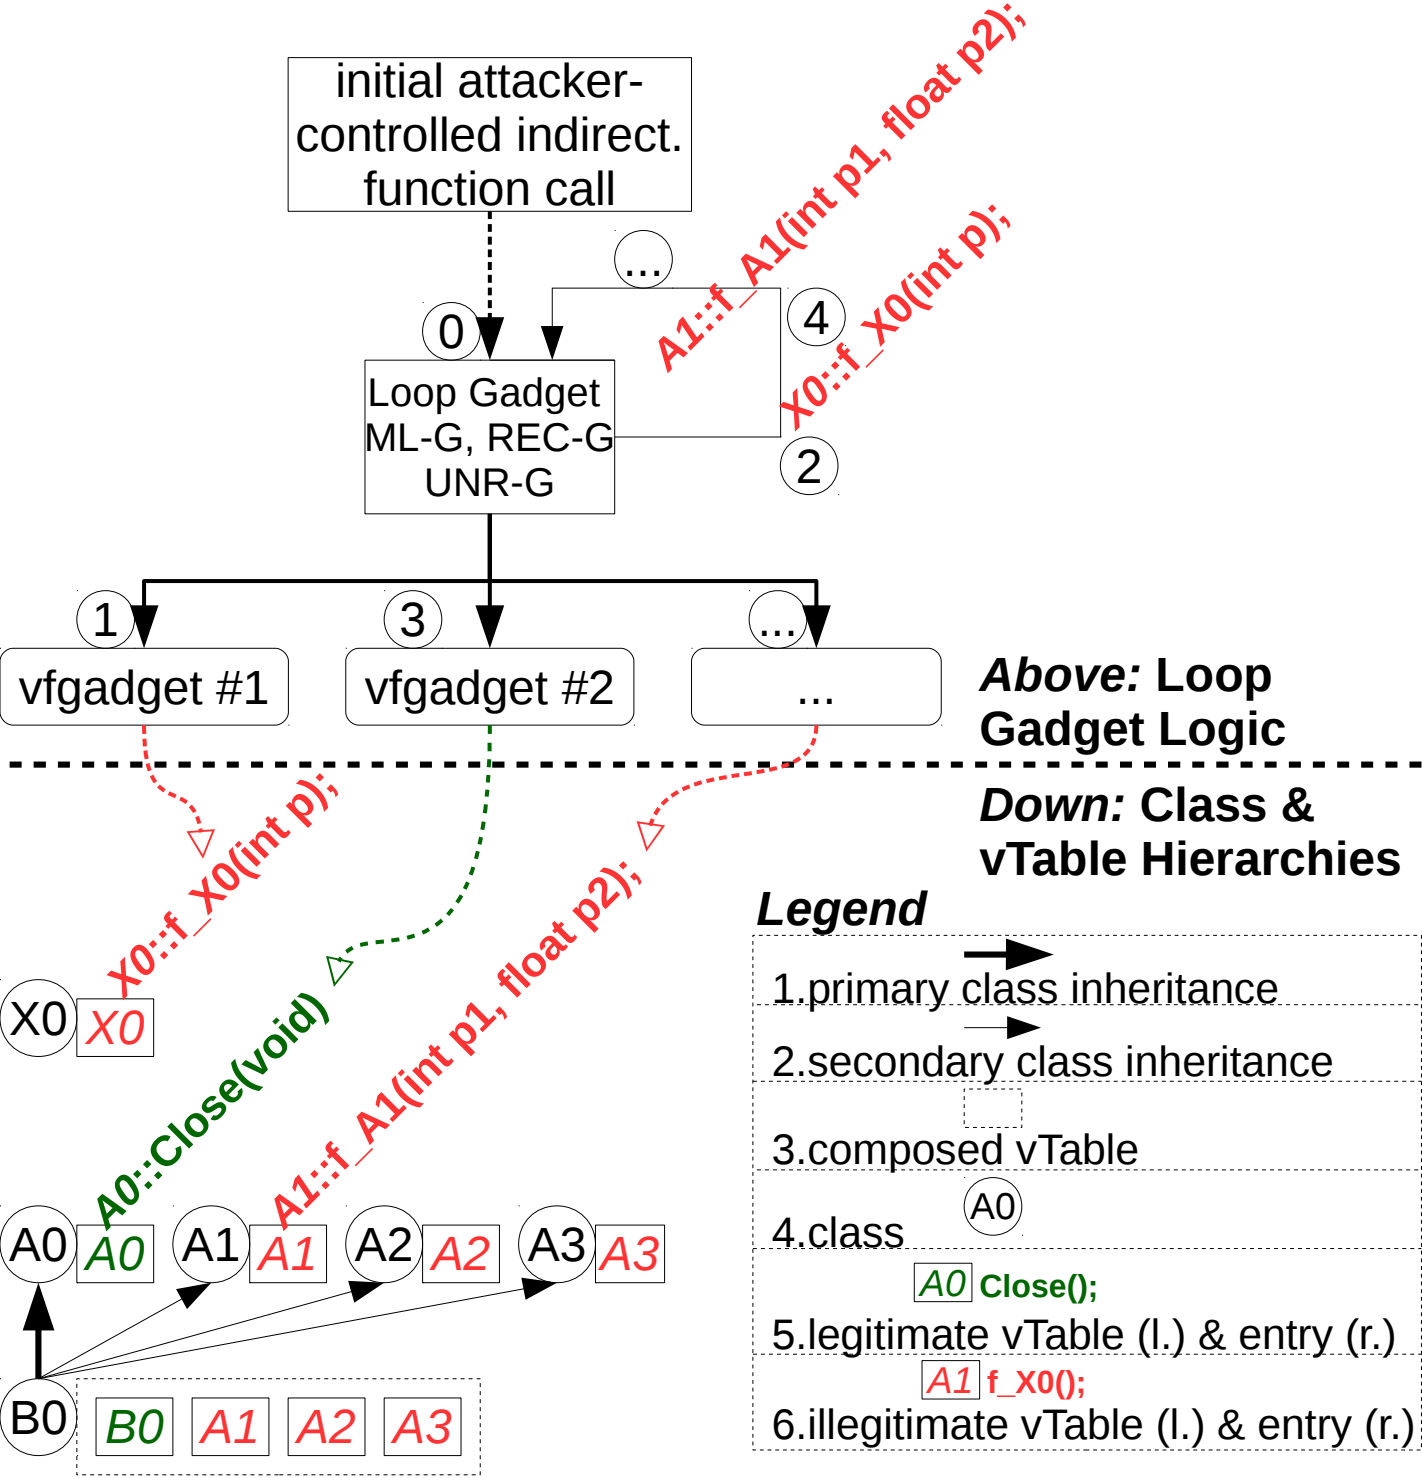 initial attacker-
controlled indirect.
function call
A1::f_A1(int p1, float p2);
...
0
4
X0::f_X0(int p);
Loop Gadget
ML-G, REC-G
UNR-G
2
1
3
...
vfgadget #1
vfgadget #2
...
Above: Loop
Gadget Logic
Down: Class &
vTable Hierarchies
X0::f_X0(int p);
A0::Close(void)
A1::f_A1(int p1, float p2);
X0
X0
A0
A0
A1
A1
A2
A2
A3
A3
B0
B0
A1
A2
A3
Legend
1.primary class inheritance
2.secondary class inheritance
3.composed vTable
A0
4.class
A0 Close();
5.legitimate vTable (l.) & entry (r.)
A1 f_X0();
6.illegitimate vTable (l.) & entry (r.)